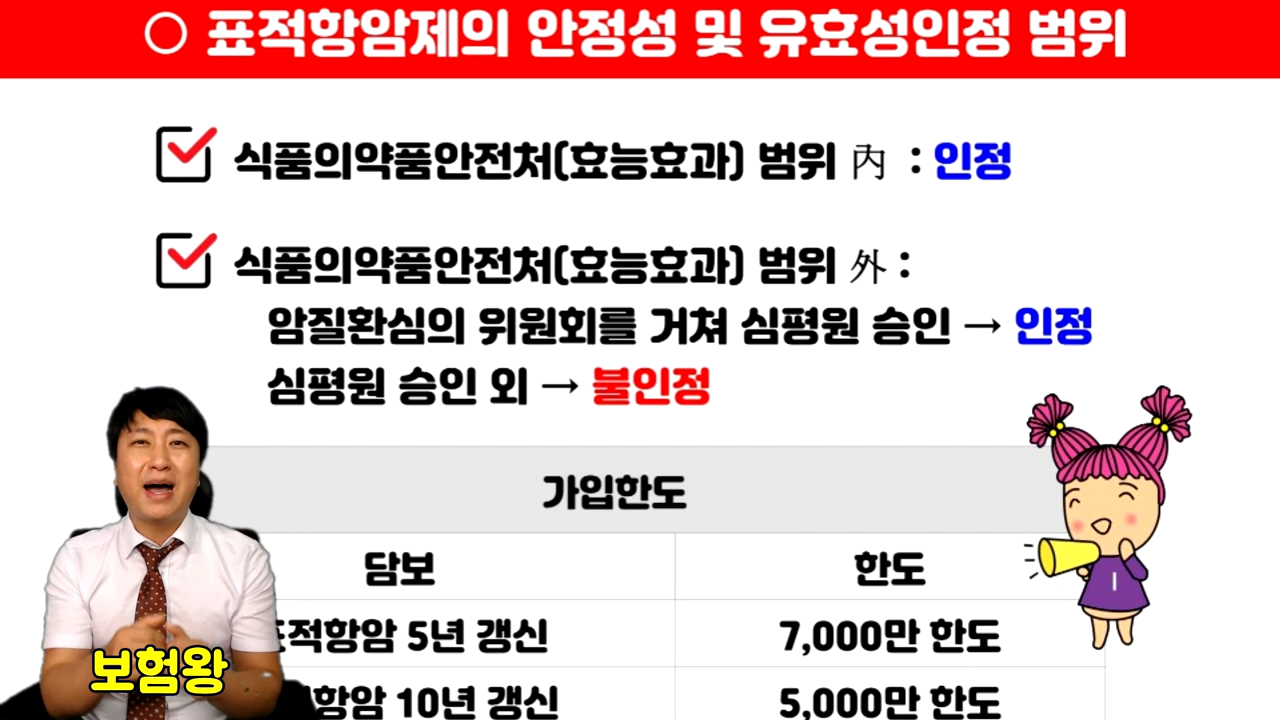 ○ 표적항암제의 안정성 및 유효성인정 범위
식품의약품안전처(효능효과) 범위 內 : 인정
식품의약품안전처(효능효과) 범위 外 :
암질환심의 위원회를 거쳐 심평원 승인 → 인정
심평원 승인 외 → 불인정
가입한도
담보 한도
표적항암 5년 갱신 7,000만 한도
항암 10년 갱신 5,000만 한도
보험왕